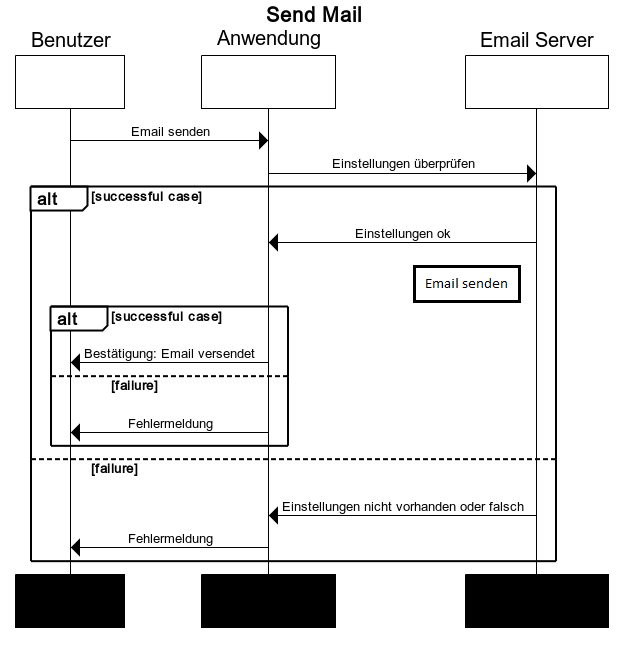 Send Mail
Benutzer
Anwendung
Email Server
Email senden
Einstellungen überprüfen
alt
[successful case]
Einstellungen ok
Email senden
alt
[successful case]
Bestätigung: Email versendet
[failure]
Fehlermeldung
[failure]
Einstellungen nicht vorhanden oder falsch
Fehlermeldung